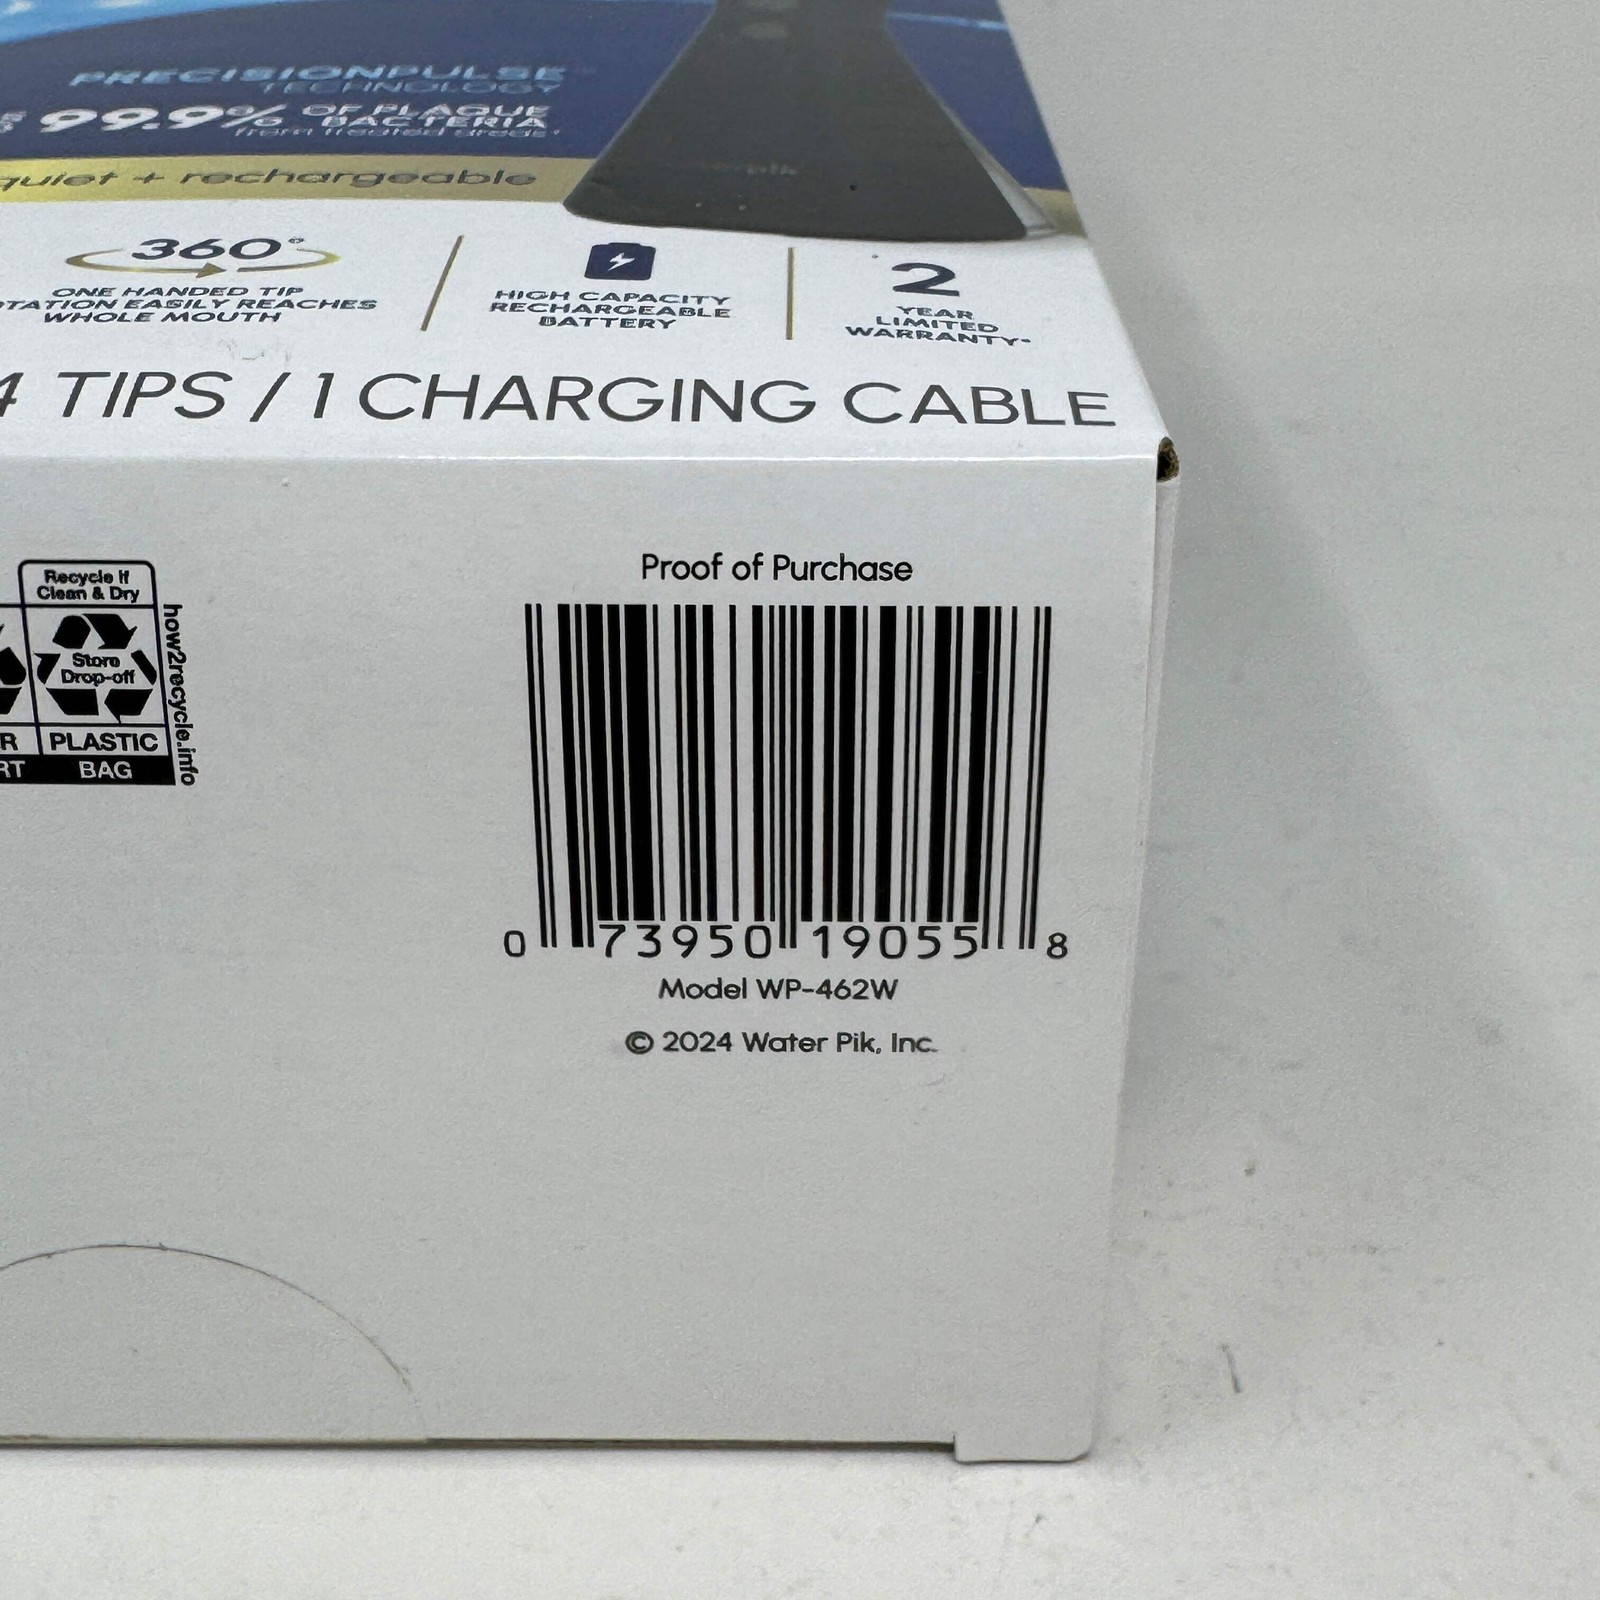 PRECISIONPULSE
TECHNOLOGY
99.9% OF PLAQUE
BACTERIA
from treated areas*
quiet + rechargeable
360°
ONE HANDED TIP
OTATION EASILY REACHES
WHOLE MOUTH
HIGH CAPACITY
RECHARGEABLE
BATTERY
2
YEAR
LIMITED
WARRANTY*
4 TIPS / 1 CHARGING CABLE
Recycle if
Clean & Dry
Store
Drop-off
PLASTIC
BAG
how2recycle.info
Proof of Purchase
0 73950 19055 8
Model WP-462W
© 2024 Water Pik, Inc.